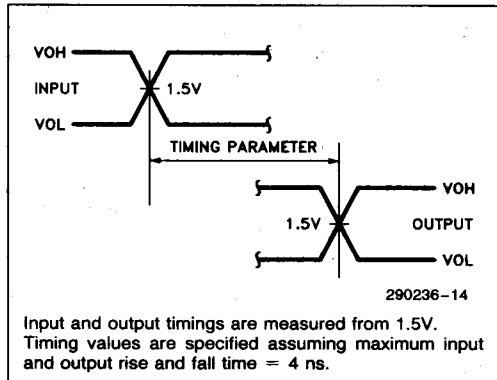 VOH
INPUT
1.5V
VOL
TIMING PARAMETER
VOH
1.5V
OUTPUT
VOL
290236-14
Input and output timings are measured from 1.5V.
Timing values are specified assuming maximum input
and output rise and fall time = 4 ns.